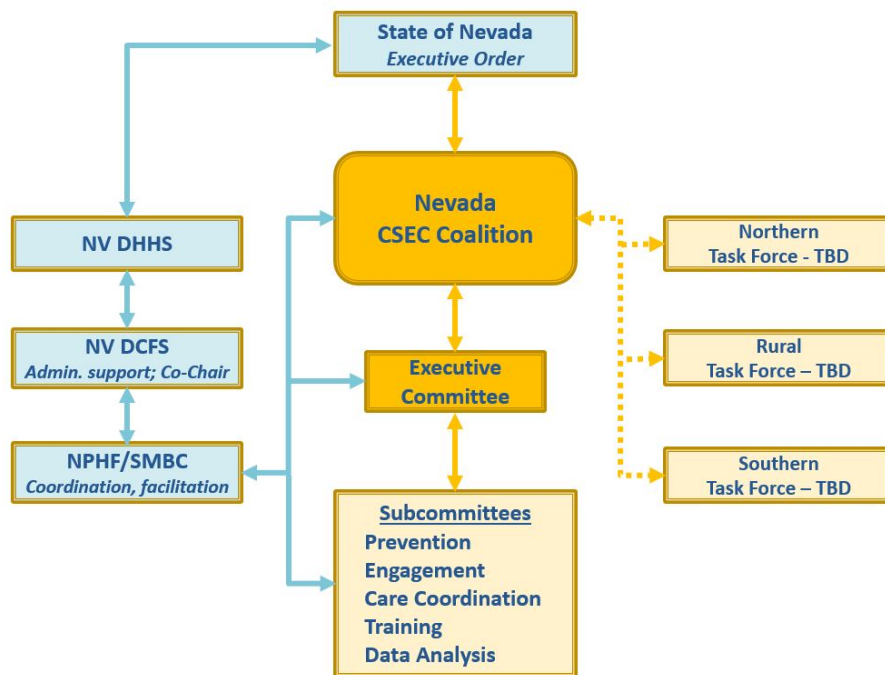 State of Nevada
Executive Order
Nevada
CSEC Coalition
NV DHHS
NV DCFS
Admin. support; Co-Chair
NPHF/SMBC
Coordination, facilitation
Executive
Committee
Subcommittees
Prevention
Engagement
Care Coordination
Training
Data Analysis
Northern
Task Force - TBD
Rural
Task Force – TBD
Southern
Task Force – TBD